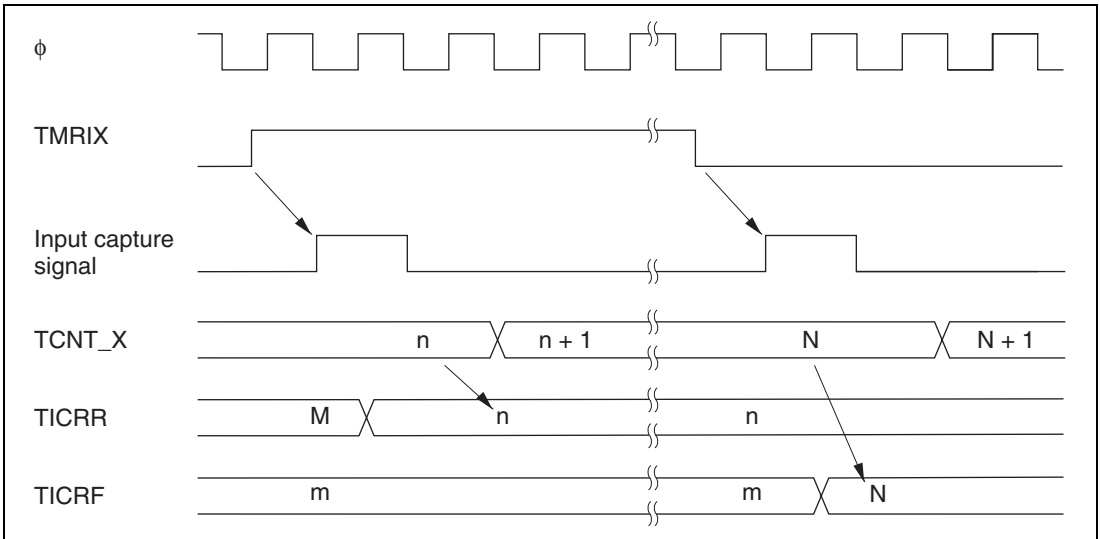 ϕ
TMRIX
Input capture
signal
TCNT_X n n + 1 N N + 1
TICRR M n n
TICRF m m N